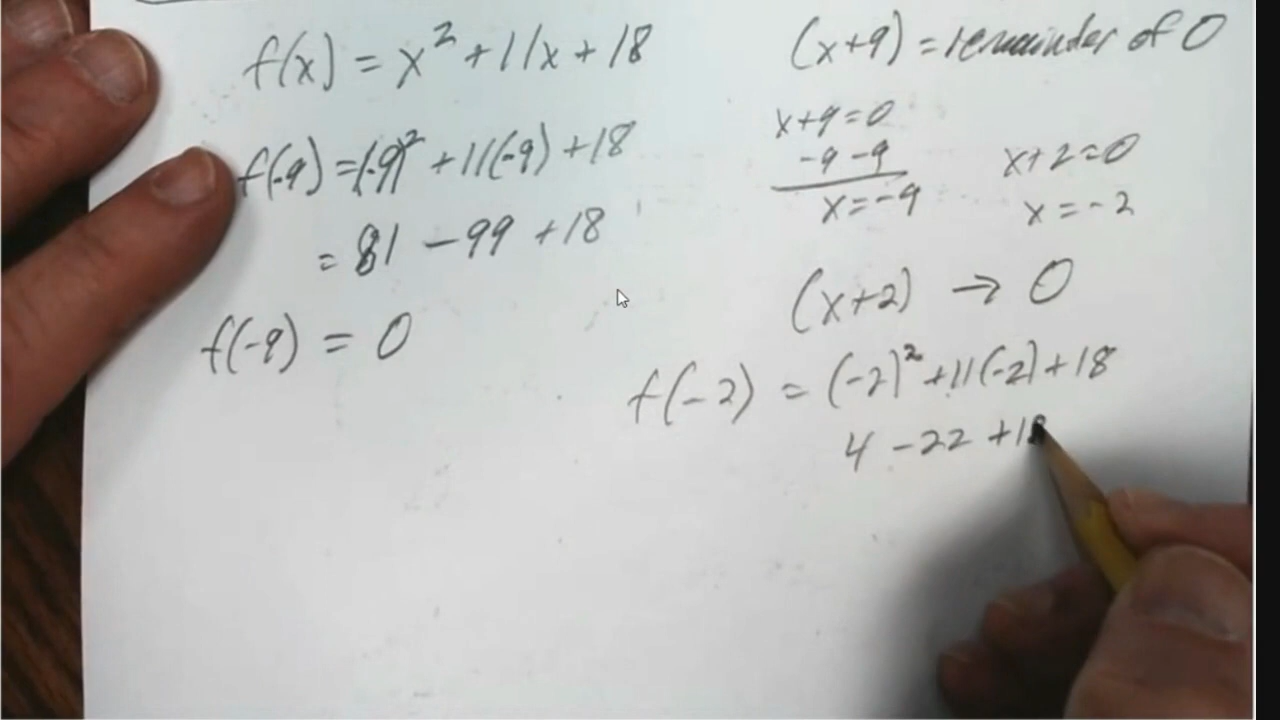 f(x) = x² + 11x + 18
f(-9) = (-9)² + 11(-9) + 18
= 81 - 99 + 18
f(-9) = 0
(x+9) = remainder of 0
x+9=0
-9 -9
x=-9
x+2=0
x=-2
(x+2) → 0
f(-2) = (-2)² + 11(-2) + 18
4 - 22 + 18